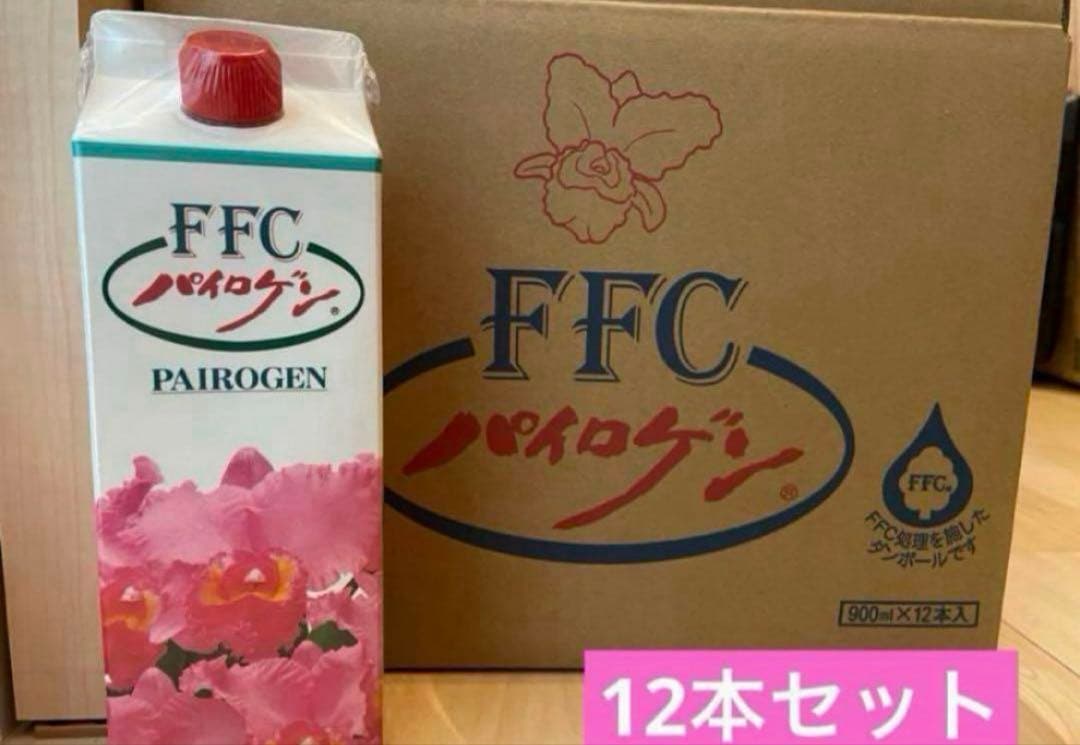 FFC
パイロゲン®
PAIROGEN
FFC
パイロゲン®
FFC
FFC処理を施した
ダンボールです
900ml×12本入
12本セット